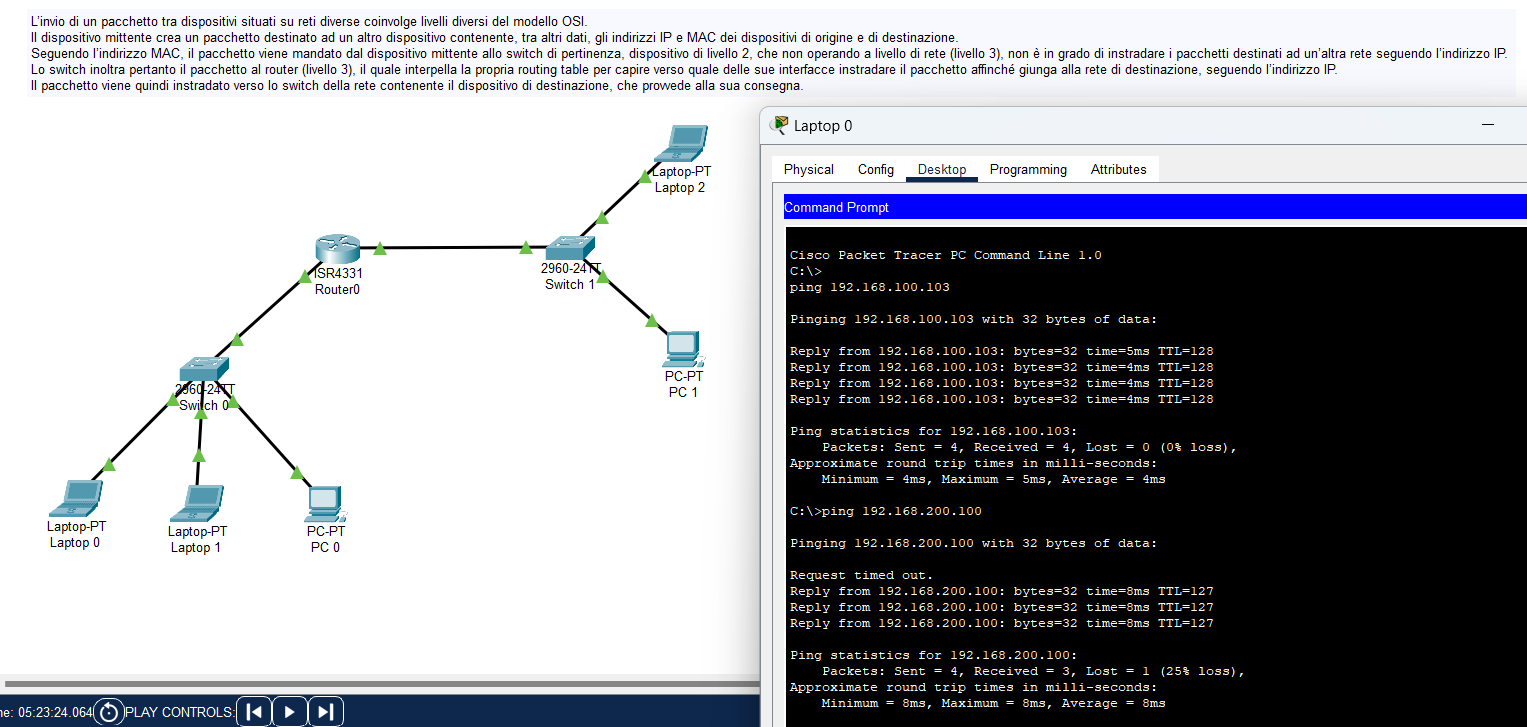 L'invio di un pacchetto tra dispositivi situati su reti diverse coinvolge livelli diversi del modello OSI.
Il dispositivo mittente crea un pacchetto destinato ad un altro dispositivo contenente, tra altri dati, gli indirizzi IP e MAC dei dispositivi di origine e di destinazione.
Seguendo l'indirizzo MAC, il pacchetto viene mandato dal dispositivo mittente allo switch di pertinenza, dispositivo di livello 2, che non operando a livello di rete (livello 3), non è in grado di instradare i pacchetti destinati ad un'altra rete seguendo l'indirizzo IP.
Lo switch inoltra pertanto il pacchetto al router (livello 3), il quale interpella la propria routing table per capire verso quale delle sue interfacce instradare il pacchetto affinché giunga alla rete di destinazione, seguendo l'indirizzo IP.
Il pacchetto viene quindi instradato verso lo switch della rete contenente il dispositivo di destinazione, che provvede alla sua consegna.
Laptop-PT
Laptop 2
ISR4331
Router0
2960-24TT
Switch 1
PC-PT
PC 1
2960-24TT
Switch 0
Laptop-PT
Laptop 0
Laptop-PT
Laptop 1
PC-PT
PC 0
Laptop 0
Physical Config Desktop Programming Attributes
Command Prompt
Cisco Packet Tracer PC Command Line 1.0
C:\>
ping 192.168.100.103
Pinging 192.168.100.103 with 32 bytes of data:
Reply from 192.168.100.103: bytes=32 time=5ms TTL=128
Reply from 192.168.100.103: bytes=32 time=4ms TTL=128
Reply from 192.168.100.103: bytes=32 time=4ms TTL=128
Reply from 192.168.100.103: bytes=32 time=4ms TTL=128
Ping statistics for 192.168.100.103:
Packets: Sent = 4, Received = 4, Lost = 0 (0% loss),
Approximate round trip times in milli-seconds:
Minimum = 4ms, Maximum = 5ms, Average = 4ms
C:\>ping 192.168.200.100
Pinging 192.168.200.100 with 32 bytes of data:
Request timed out.
Reply from 192.168.200.100: bytes=32 time=8ms TTL=127
Reply from 192.168.200.100: bytes=32 time=8ms TTL=127
Reply from 192.168.200.100: bytes=32 time=8ms TTL=127
Ping statistics for 192.168.200.100:
Packets: Sent = 4, Received = 3, Lost = 1 (25% loss),
Approximate round trip times in milli-seconds:
Minimum = 8ms, Maximum = 8ms, Average = 8ms
ne: 05:23:24.064 PLAY CONTROLS: